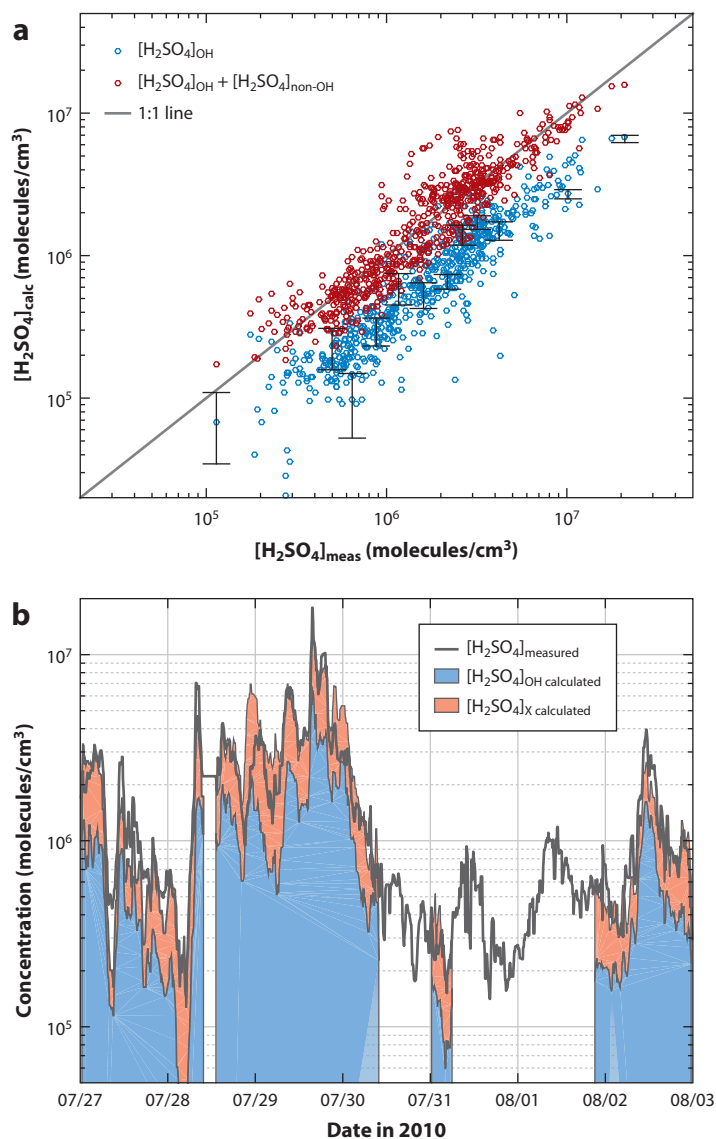 a
[H₂SO₄]OH
[H₂SO₄]OH + [H₂SO₄]non-OH
1:1 line
10⁷
10⁶
10⁵
[H₂SO₄]calc (molecules/cm³)
10⁵ 10⁶ 10⁷
[H₂SO₄]meas (molecules/cm³)
b
[H₂SO₄]measured
[H₂SO₄]OH calculated
[H₂SO₄]X calculated
10⁷
10⁶
10⁵
Concentration (molecules/cm³)
07/27 07/28 07/29 07/30 07/31 08/01 08/02 08/03
Date in 2010